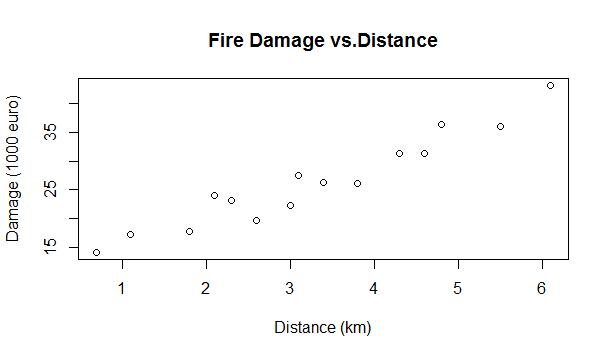 Fire Damage vs.Distance
Damage (1000 euro)
35
25
15
1 2 3 4 5 6
Distance (km)